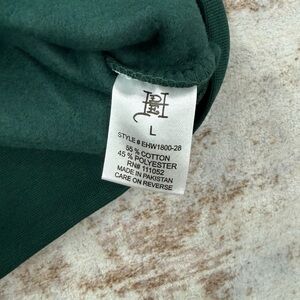 L
STYLE # EHW1800-28
55 % COTTON
45 % POLYESTER
RN# 111052
MADE IN PAKISTAN
CARE ON REVERSE